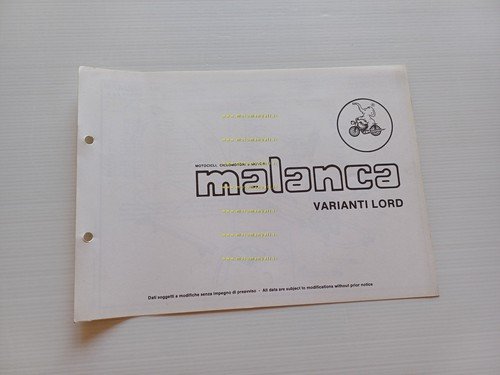 MOTOCICLI, CICLOMOTORI
malanca
VARIANTI LORD
Dati soggetti a modifiche senza impegno di preavviso - All data are subject to modifications without prior notice